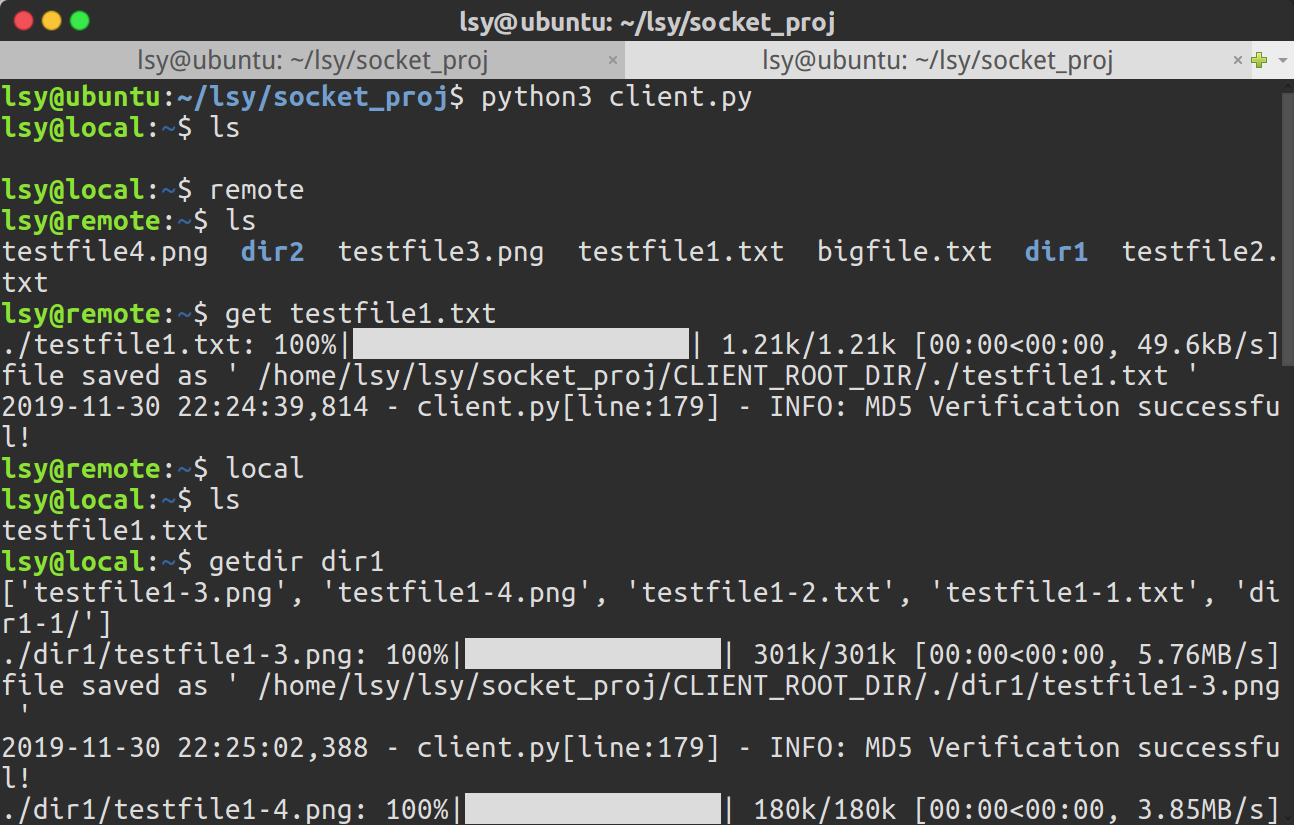 lsy@ubuntu: ~/lsy/socket_proj
lsy@ubuntu: ~/lsy/socket_proj × lsy@ubuntu: ~/lsy/socket_proj ×
lsy@ubuntu:~/lsy/socket_proj$ python3 client.py
lsy@local:~$ ls
lsy@local:~$ remote
lsy@remote:~$ ls
testfile4.png  dir2  testfile3.png  testfile1.txt  bigfile.txt  dir1  testfile2.
txt
lsy@remote:~$ get testfile1.txt
./testfile1.txt: 100%|| 1.21k/1.21k [00:00<00:00, 49.6kB/s]
file saved as ' /home/lsy/lsy/socket_proj/CLIENT_ROOT_DIR/./testfile1.txt '
2019-11-30 22:24:39,814 - client.py[line:179] - INFO: MD5 Verification successfu
l!
lsy@remote:~$ local
lsy@local:~$ ls
testfile1.txt
lsy@local:~$ getdir dir1
['testfile1-3.png', 'testfile1-4.png', 'testfile1-2.txt', 'testfile1-1.txt', 'di
r1-1/']
./dir1/testfile1-3.png: 100%|| 301k/301k [00:00<00:00, 5.76MB/s]
file saved as ' /home/lsy/lsy/socket_proj/CLIENT_ROOT_DIR/./dir1/testfile1-3.png
'
2019-11-30 22:25:02,388 - client.py[line:179] - INFO: MD5 Verification successfu
l!
./dir1/testfile1-4.png: 100%|| 180k/180k [00:00<00:00, 3.85MB/s]